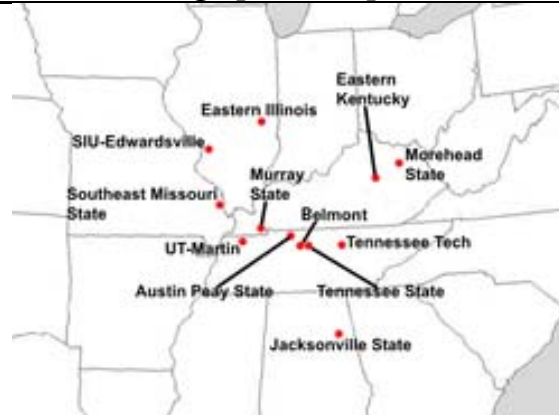 Eastern
Kentucky
Eastern Illinois
SIU-Edwardsville
Morehead
State
Murray
State
Southeast Missouri
State
Belmont
UT-Martin
Tennessee Tech
Austin Peay State
Tennessee State
Jacksonville State